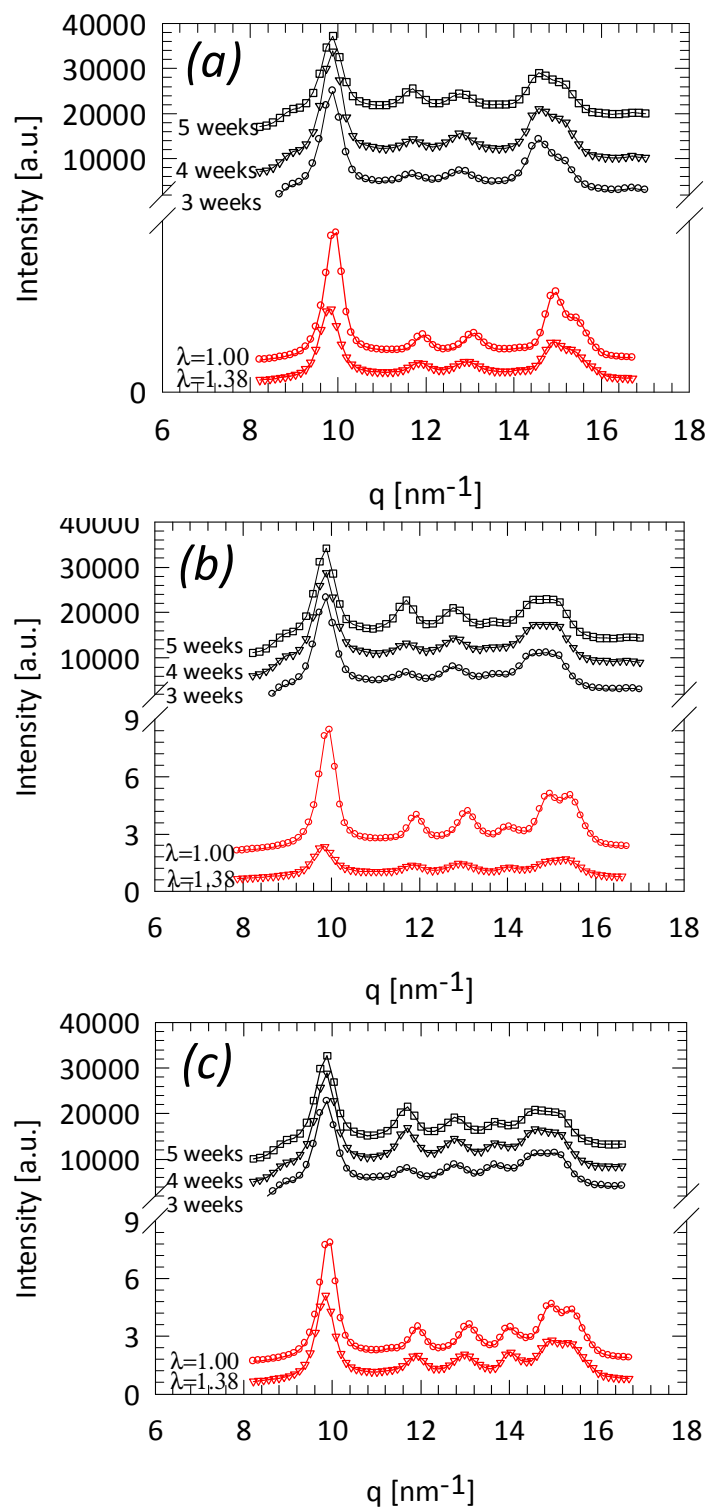 (a)
40000
30000
20000
10000
0
Intensity [a.u.]
5 weeks
4 weeks
3 weeks
λ=1.00
λ=1.38
6 8 10 12 14 16 18
q [nm-1]
(b)
40000
30000
20000
10000
9
6
3
0
Intensity [a.u.]
5 weeks
4 weeks
3 weeks
λ=1.00
λ=1.38
6 8 10 12 14 16 18
q [nm-1]
(c)
40000
30000
20000
10000
9
6
3
0
Intensity [a.u.]
5 weeks
4 weeks
3 weeks
λ=1.00
λ=1.38
6 8 10 12 14 16 18
q [nm-1]